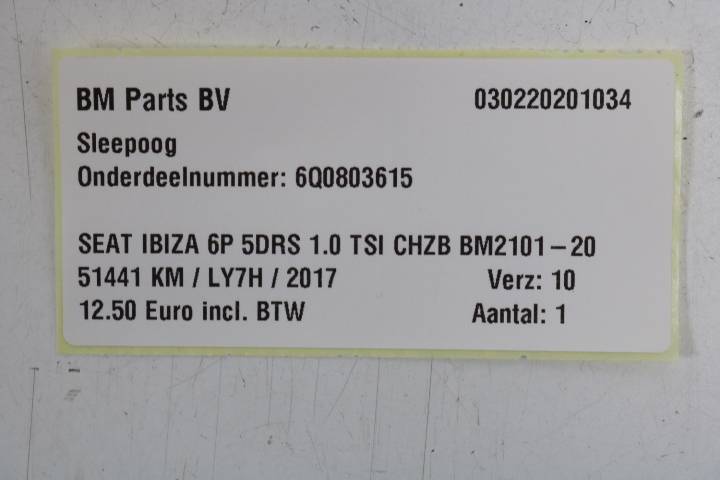 BM Parts BV 030220201034
Sleepoog
Onderdeelnummer: 6Q0803615
SEAT IBIZA 6P 5DRS 1.0 TSI CHZB BM2101-20
51441 KM / LY7H / 2017 Verz: 10
12.50 Euro incl. BTW Aantal: 1